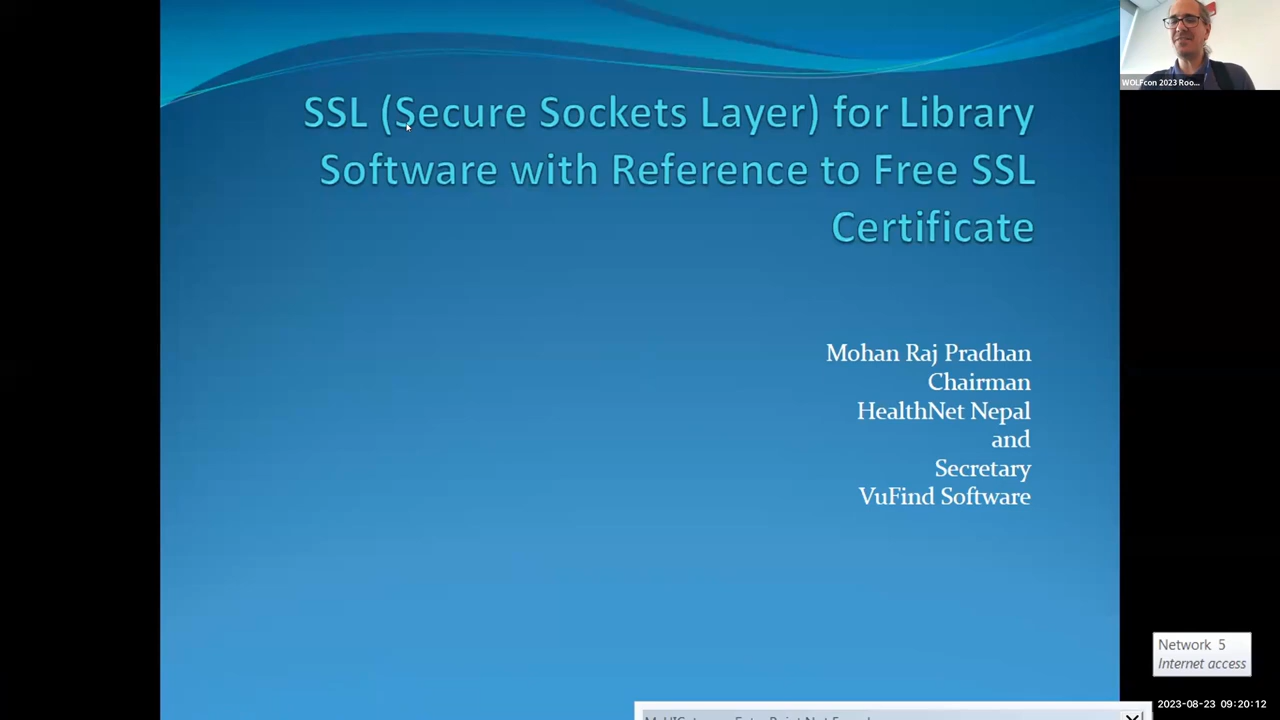 SSL (Secure Sockets Layer) for Library
Software with Reference to Free SSL
Certificate
Mohan Raj Pradhan
Chairman
HealthNet Nepal
and
Secretary
VuFind Software
WOLFcon 2023 Roo...
Network 5
Internet access
2023-08-23 09:20:12